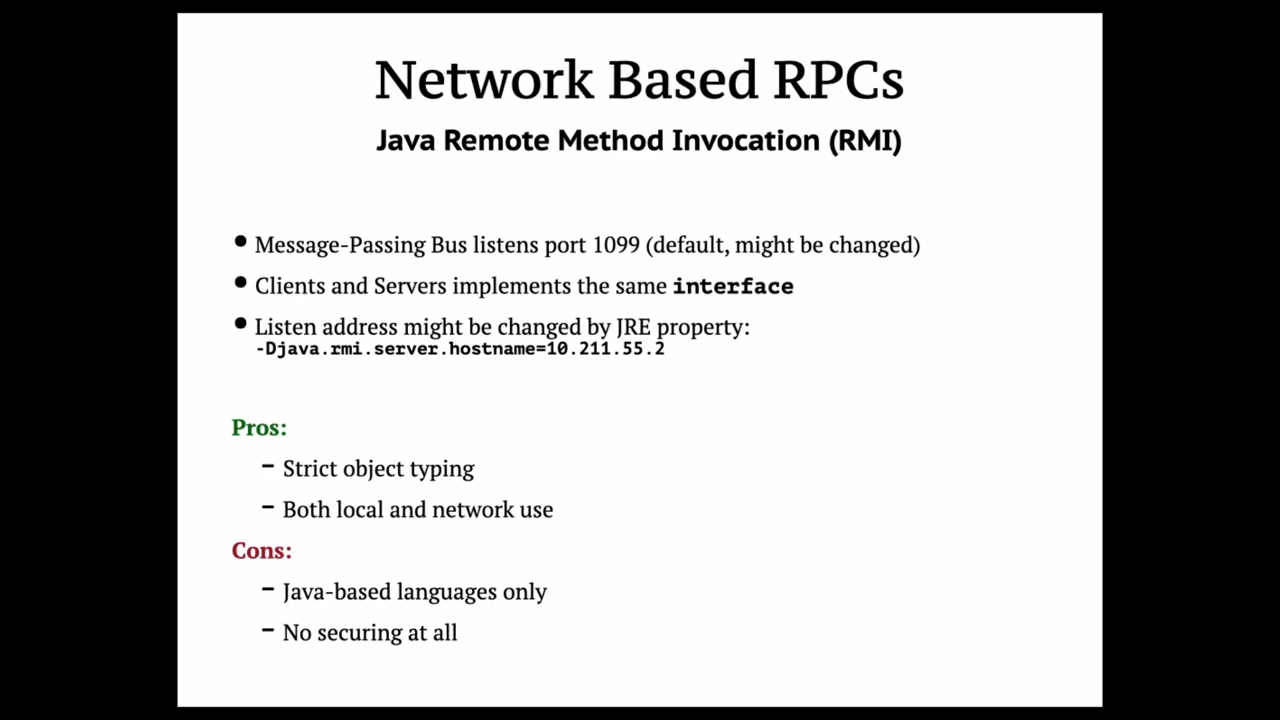 Network Based RPCs
Java Remote Method Invocation (RMI)
• Message-Passing Bus listens port 1099 (default, might be changed)
• Clients and Servers implements the same interface
• Listen address might be changed by JRE property:
-Djava.rmi.server.hostname=10.211.55.2
Pros:
– Strict object typing
– Both local and network use
Cons:
– Java-based languages only
– No securing at all